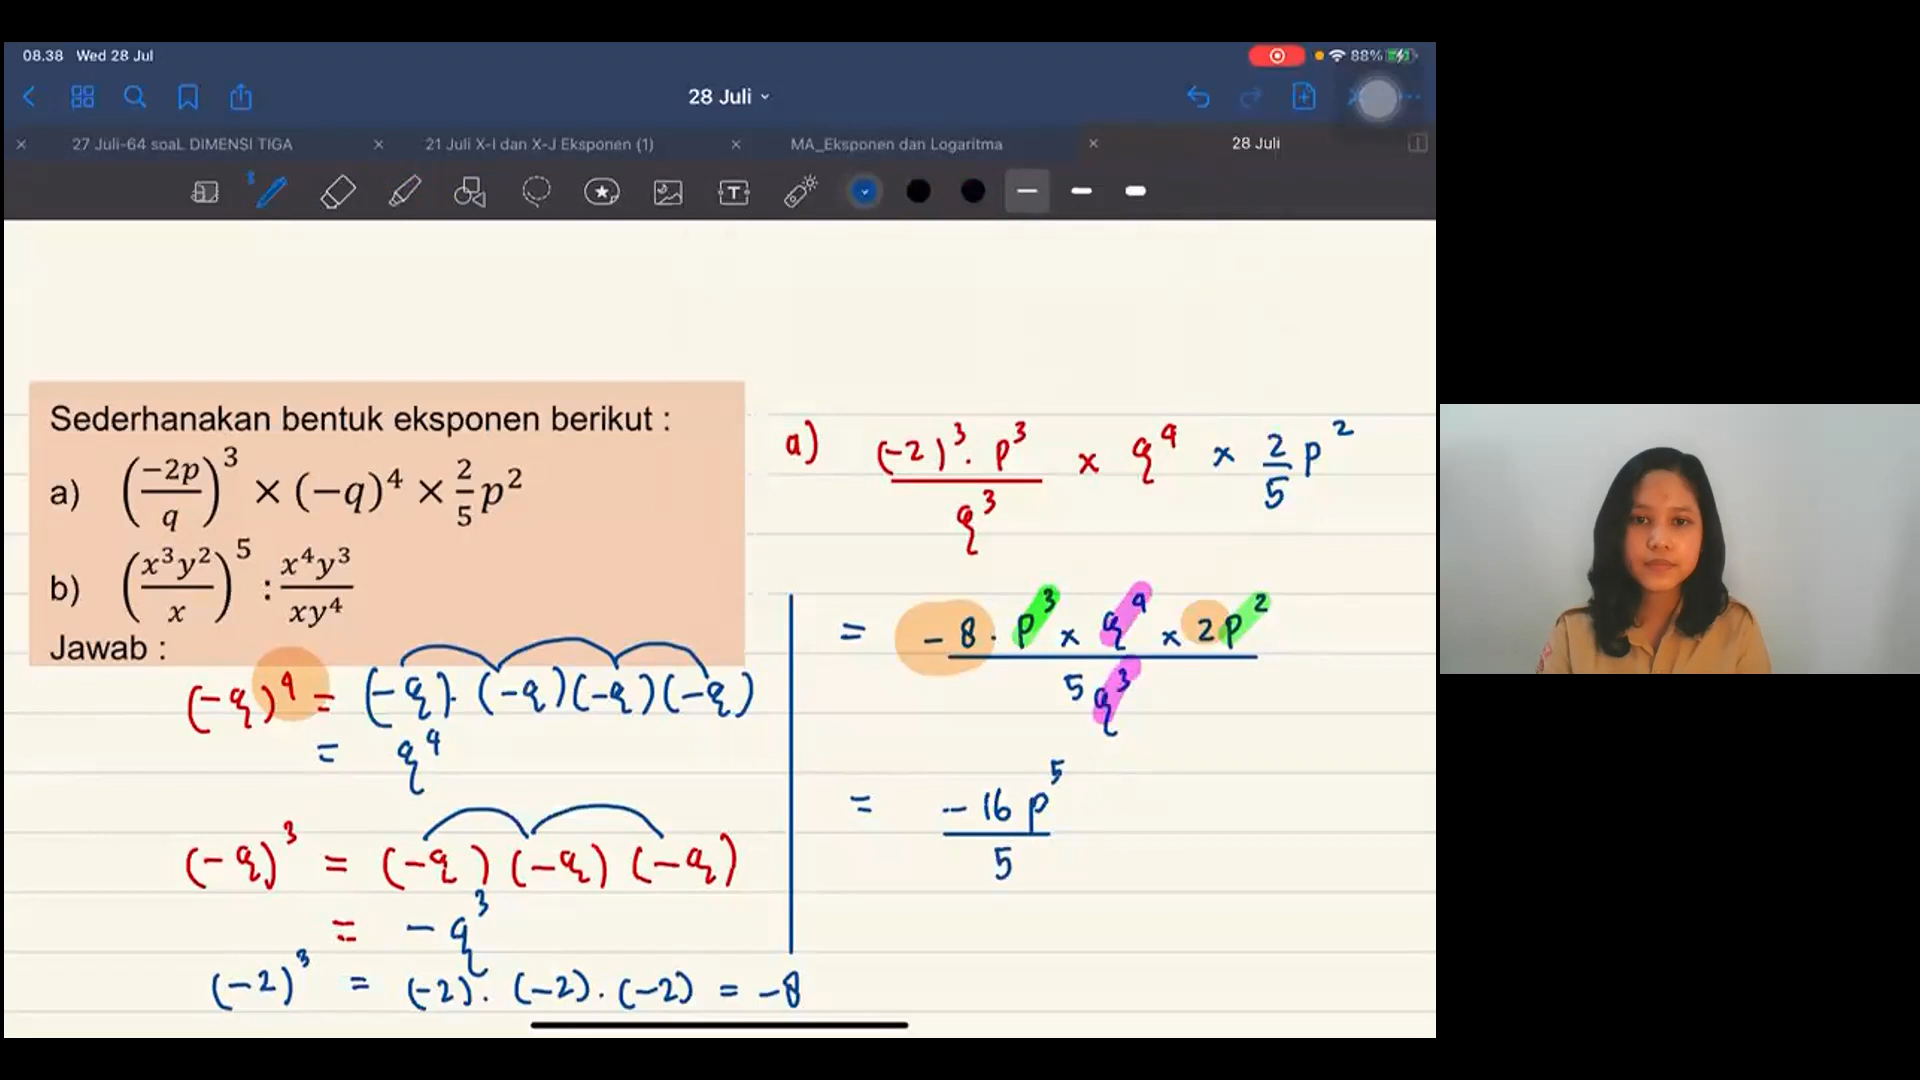 08.38 Wed 28 Jul
88%
28 Juli
27 Juli-64 soaL DIMENSI TIGA
21 Juli X-I dan X-J Eksponen (1)
MA_Eksponen dan Logaritma
28 Juli
Sederhanakan bentuk eksponen berikut :
a) (−2p/q)³ × (−q)⁴ × 2/5 p²
b) (x³y²/x)⁵ : x⁴y³/xy⁴
Jawab :
(−q)⁴ = (−q)·(−q)(−q)(−q)
= q⁴
(−q)³ = (−q)(−q)(−q)
= −q³
(−2)³ = (−2)·(−2)·(−2) = −8
a) (−2)³·p³/q³ × q⁴ × 2/5 p²
= −8·p³ × q⁴ × 2p²/5q³
= −16p⁵/5